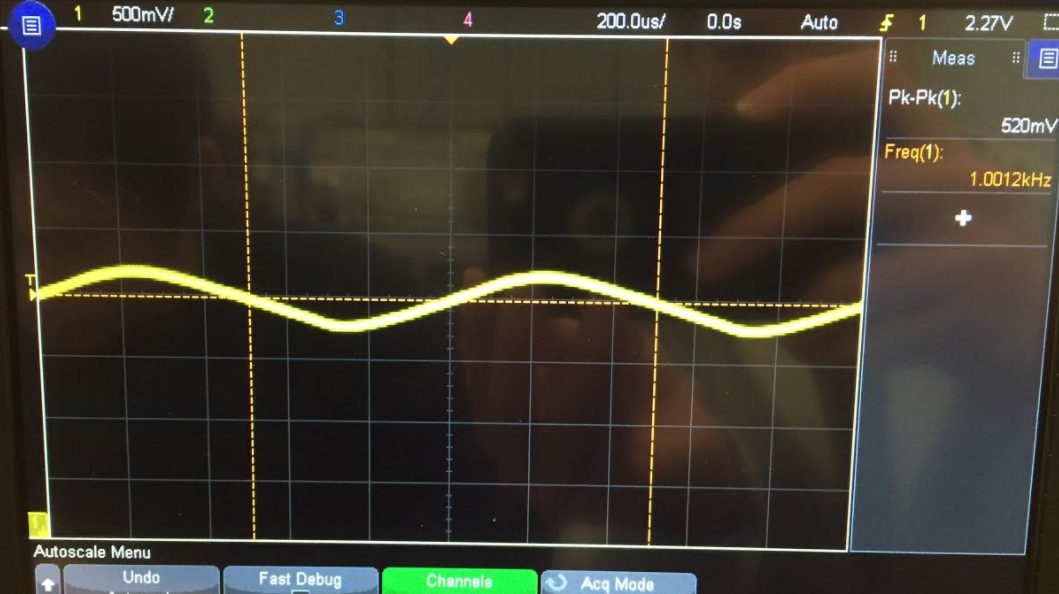 1 500mV/ 2 3 4 200.0us/ 0.0s Auto 1 2.27V
Meas
Pk-Pk(1):
520mV
Freq(1):
1.0012kHz
T
Autoscale Menu
Undo
Fast Debug
Channels
Acq Mode